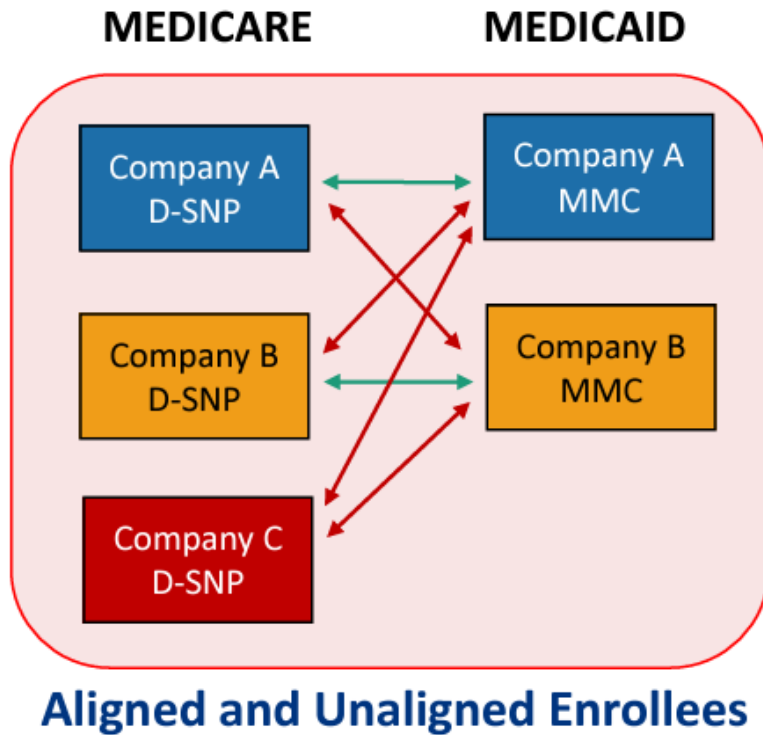 MEDICARE
MEDICAID
Company A
D-SNP
Company A
MMC
Company B
D-SNP
Company B
MMC
Company C
D-SNP
Aligned and Unaligned Enrollees